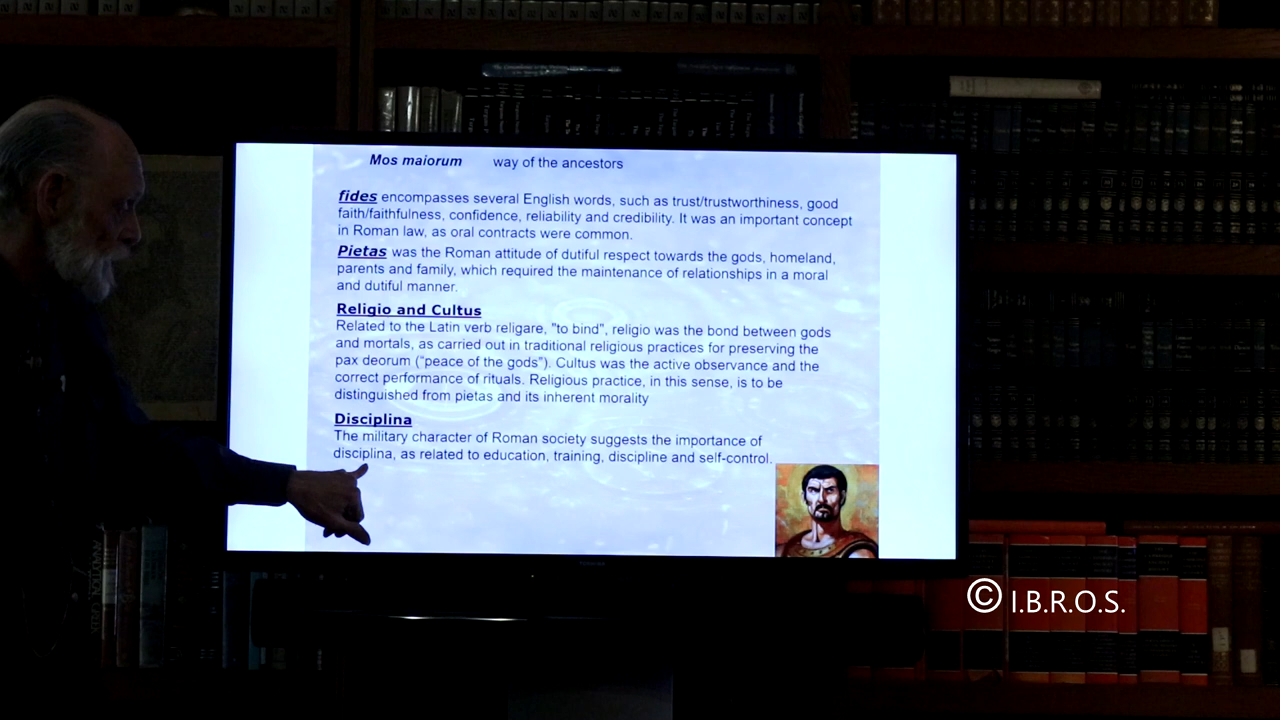 Mos maiorum way of the ancestors
fides encompasses several English words, such as trust/trustworthiness, good
faith/faithfulness, confidence, reliability and credibility. It was an important concept
in Roman law, as oral contracts were common.
Pietas was the Roman attitude of dutiful respect towards the gods, homeland,
parents and family, which required the maintenance of relationships in a moral
and dutiful manner.
Religio and Cultus
Related to the Latin verb religare, "to bind", religio was the bond between gods
and mortals, as carried out in traditional religious practices for preserving the
pax deorum ("peace of the gods"). Cultus was the active observance and the
correct performance of rituals. Religious practice, in this sense, is to be
distinguished from pietas and its inherent morality
Disciplina
The military character of Roman society suggests the importance of
disciplina, as related to education, training, discipline and self-control.
© I.B.R.O.S.